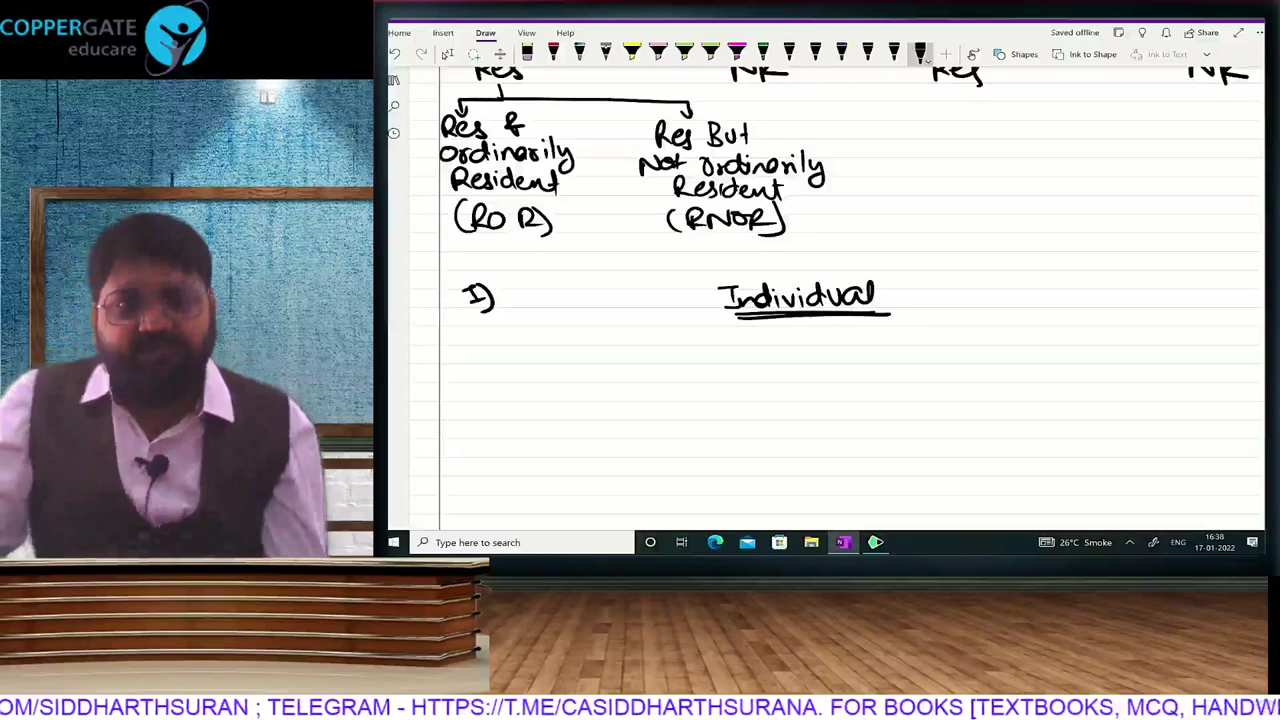 COPPERGATE
educare
Home Insert Draw View Help
Saved offline
Share
Shapes
Ink to Shape
Ink to Text
Res NR Res NR
Res & Ordinarily Resident (ROR)
Res But Not Ordinarily Resident (RNOR)
I) Individual
Type here to search
26°C Smoke
ENG
16:38
17-01-2022
OM/SIDDHARTHSURAN ; TELEGRAM - HTTPS://T.ME/CASIDDHARTHSURANA. FOR BOOKS [TEXTBOOKS, MCQ, HANDWI